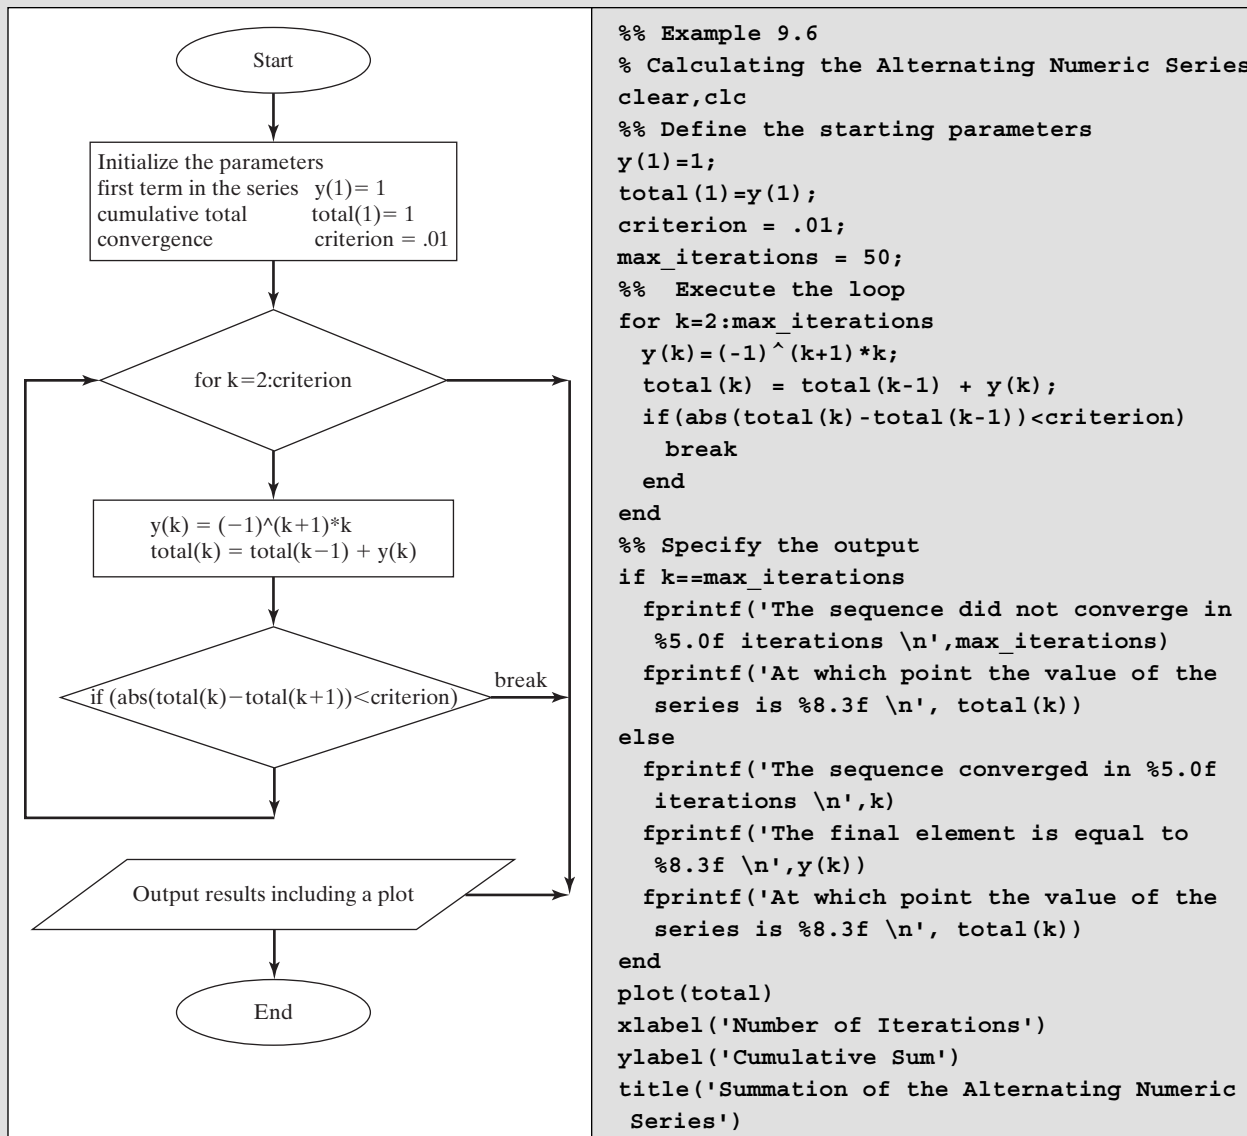 Start
Initialize the parameters
first term in the series y(1)= 1
cumulative total total(1)= 1
convergence criterion = .01
for k=2:criterion
y(k) = (−1)^(k+1)*k
total(k) = total(k−1) + y(k)
if (abs(total(k)−total(k+1))<criterion)
break
Output results including a plot
End
%% Example 9.6
% Calculating the Alternating Numeric Series
clear,clc
%% Define the starting parameters
y(1)=1;
total(1)=y(1);
criterion = .01;
max_iterations = 50;
%% Execute the loop
for k=2:max_iterations
y(k)=(-1)^(k+1)*k;
total(k) = total(k-1) + y(k);
if(abs(total(k)-total(k-1))<criterion)
break
end
end
%% Specify the output
if k==max_iterations
fprintf('The sequence did not converge in
%5.0f iterations \n',max_iterations)
fprintf('At which point the value of the
series is %8.3f \n', total(k))
else
fprintf('The sequence converged in %5.0f
iterations \n',k)
fprintf('The final element is equal to
%8.3f \n',y(k))
fprintf('At which point the value of the
series is %8.3f \n', total(k))
end
plot(total)
xlabel('Number of Iterations')
ylabel('Cumulative Sum')
title('Summation of the Alternating Numeric
Series')